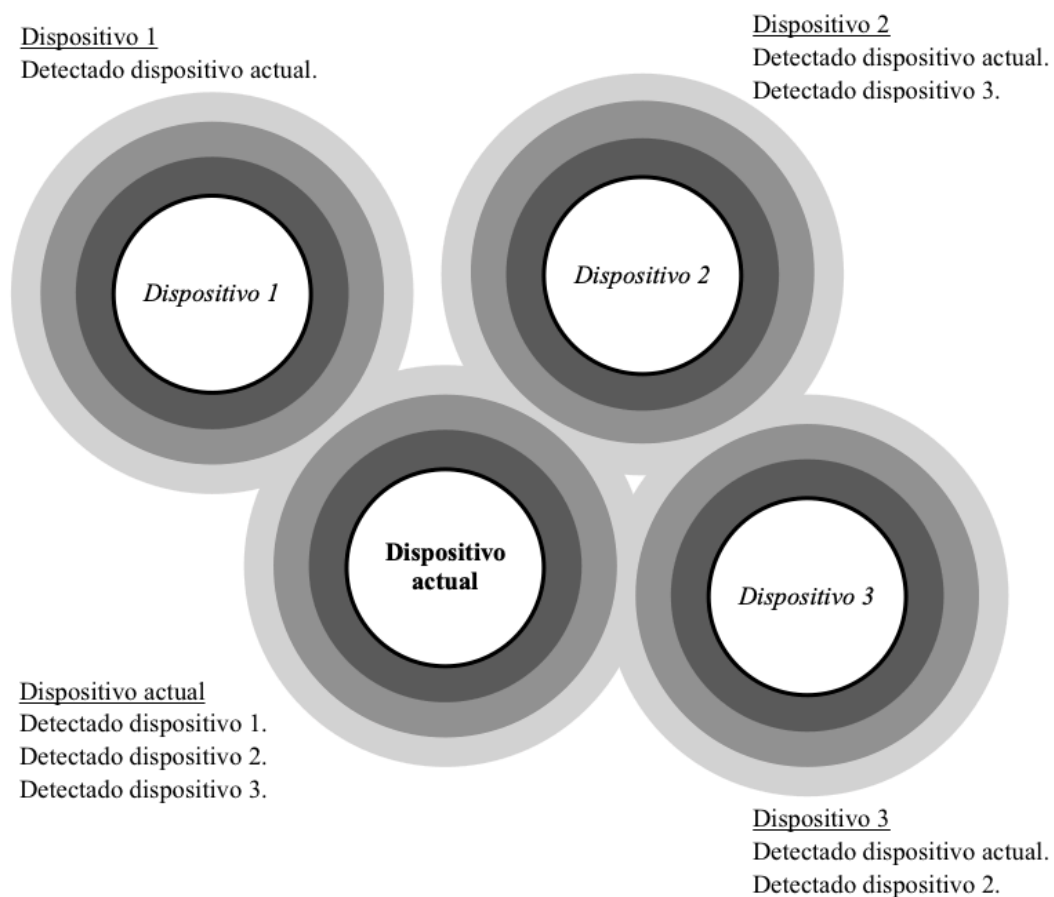 Dispositivo 1
Detectado dispositivo actual.
Dispositivo 2
Detectado dispositivo actual.
Detectado dispositivo 3.
Dispositivo 1
Dispositivo 2
Dispositivo
actual
Dispositivo 3
Dispositivo actual
Detectado dispositivo 1.
Detectado dispositivo 2.
Detectado dispositivo 3.
Dispositivo 3
Detectado dispositivo actual.
Detectado dispositivo 2.